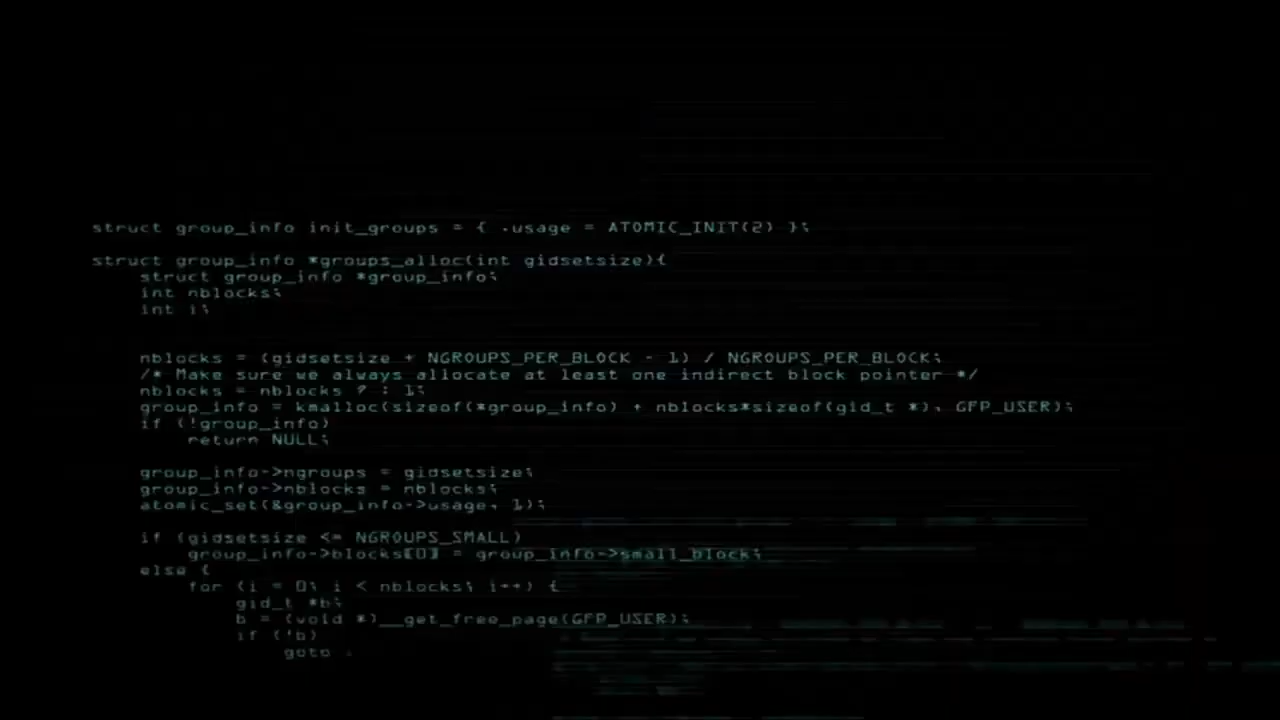 struct group_info init_groups = { .usage = ATOMIC_INIT(2) };
struct group_info *groups_alloc(int gidsetsize){
struct group_info *group_info;
int nblocks;
int i;
nblocks = (gidsetsize + NGROUPS_PER_BLOCK - 1) / NGROUPS_PER_BLOCK;
/* Make sure we always allocate at least one indirect block pointer */
nblocks = nblocks ? : 1;
group_info = kmalloc(sizeof(*group_info) + nblocks*sizeof(gid_t *), GFP_USER);
if (!group_info)
return NULL;
group_info->ngroups = gidsetsize;
group_info->nblocks = nblocks;
atomic_set(&group_info->usage, 1);
if (gidsetsize <= NGROUPS_SMALL)
group_info->blocks[0] = group_info->small_block;
else {
for (i = 0; i < nblocks; i++) {
gid_t *b;
b = (void *)__get_free_page(GFP_USER);
if (!b)
goto